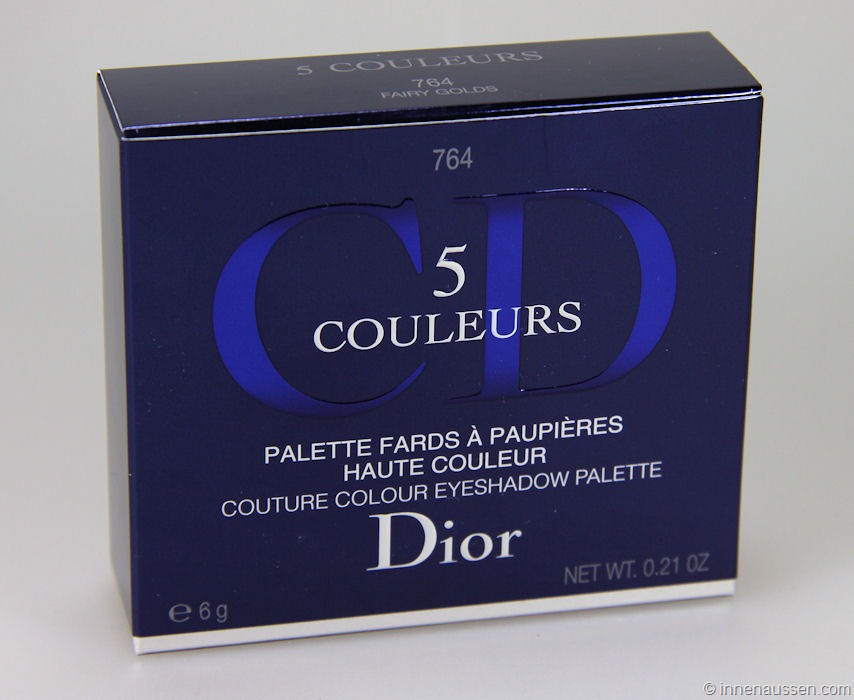 5 COULEURS
764
FAIRY GOLDS
764
CD
5
COULEURS
PALETTE FARDS À PAUPIÈRES
HAUTE COULEUR
COUTURE COLOUR EYESHADOW PALETTE
Dior
NET WT. 0.21 OZ
℮ 6 g
© innenaussen.com